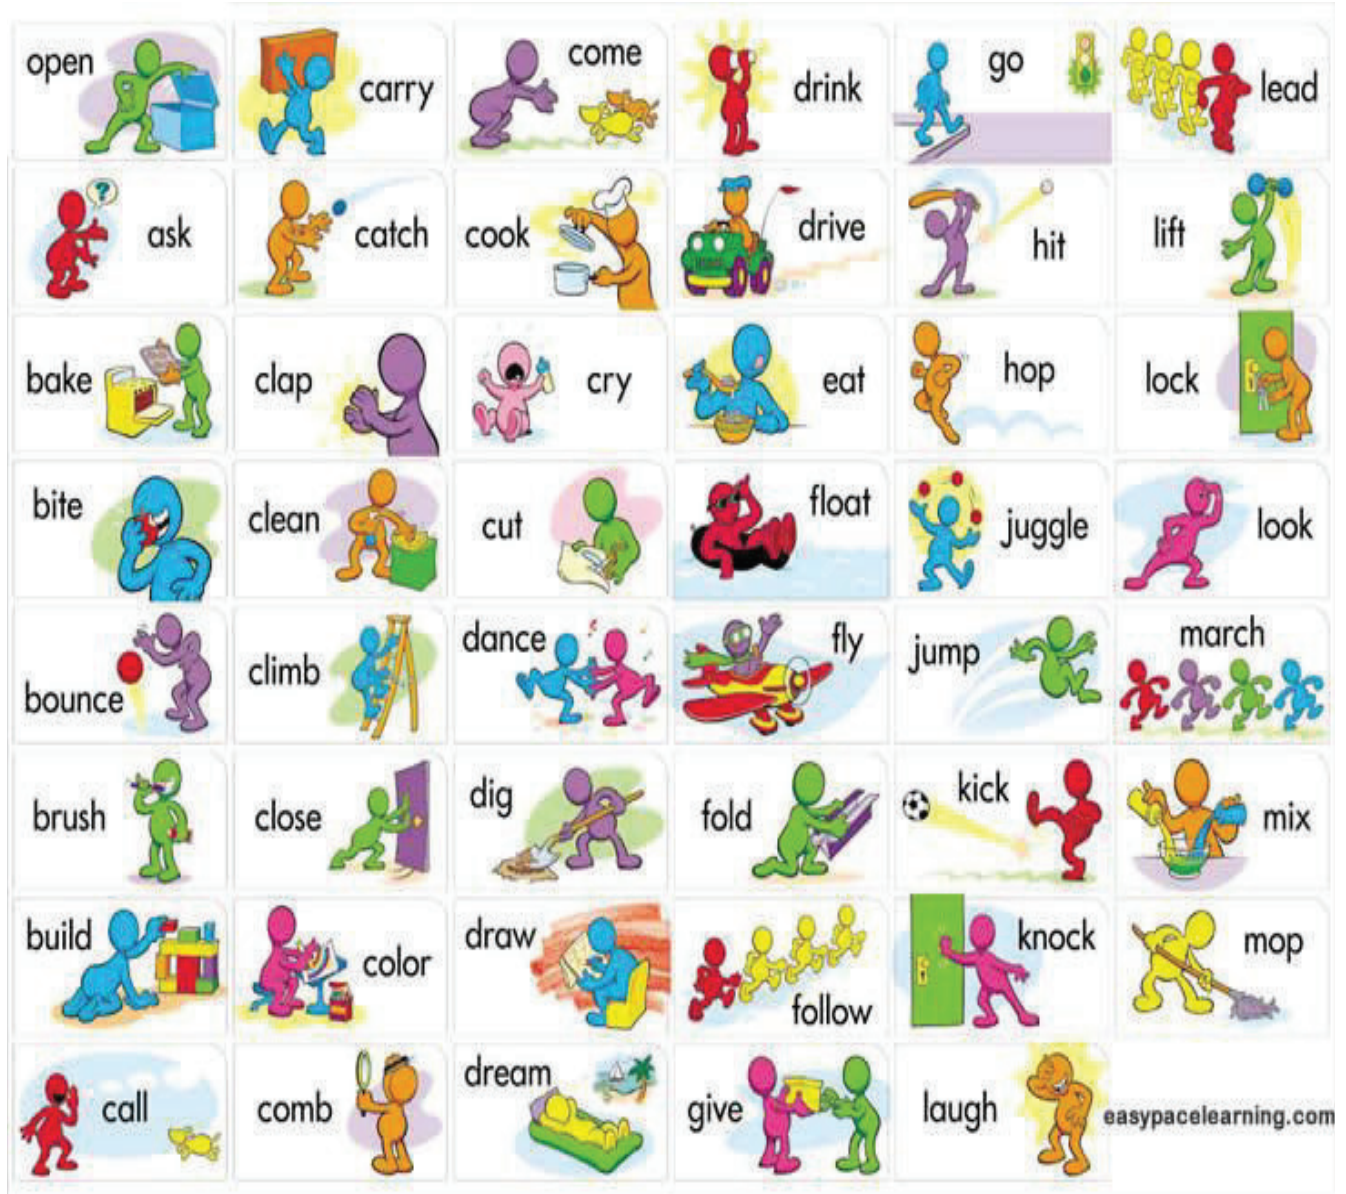 open
carry
come
drink
go
lead
ask
?
catch
cook
drive
hit
lift
bake
clap
cry
eat
hop
lock
bite
clean
cut
float
juggle
look
bounce
climb
dance
fly
jump
march
brush
close
dig
fold
kick
mix
build
color
draw
follow
knock
mop
call
comb
dream
give
laugh
easypacelearning.com